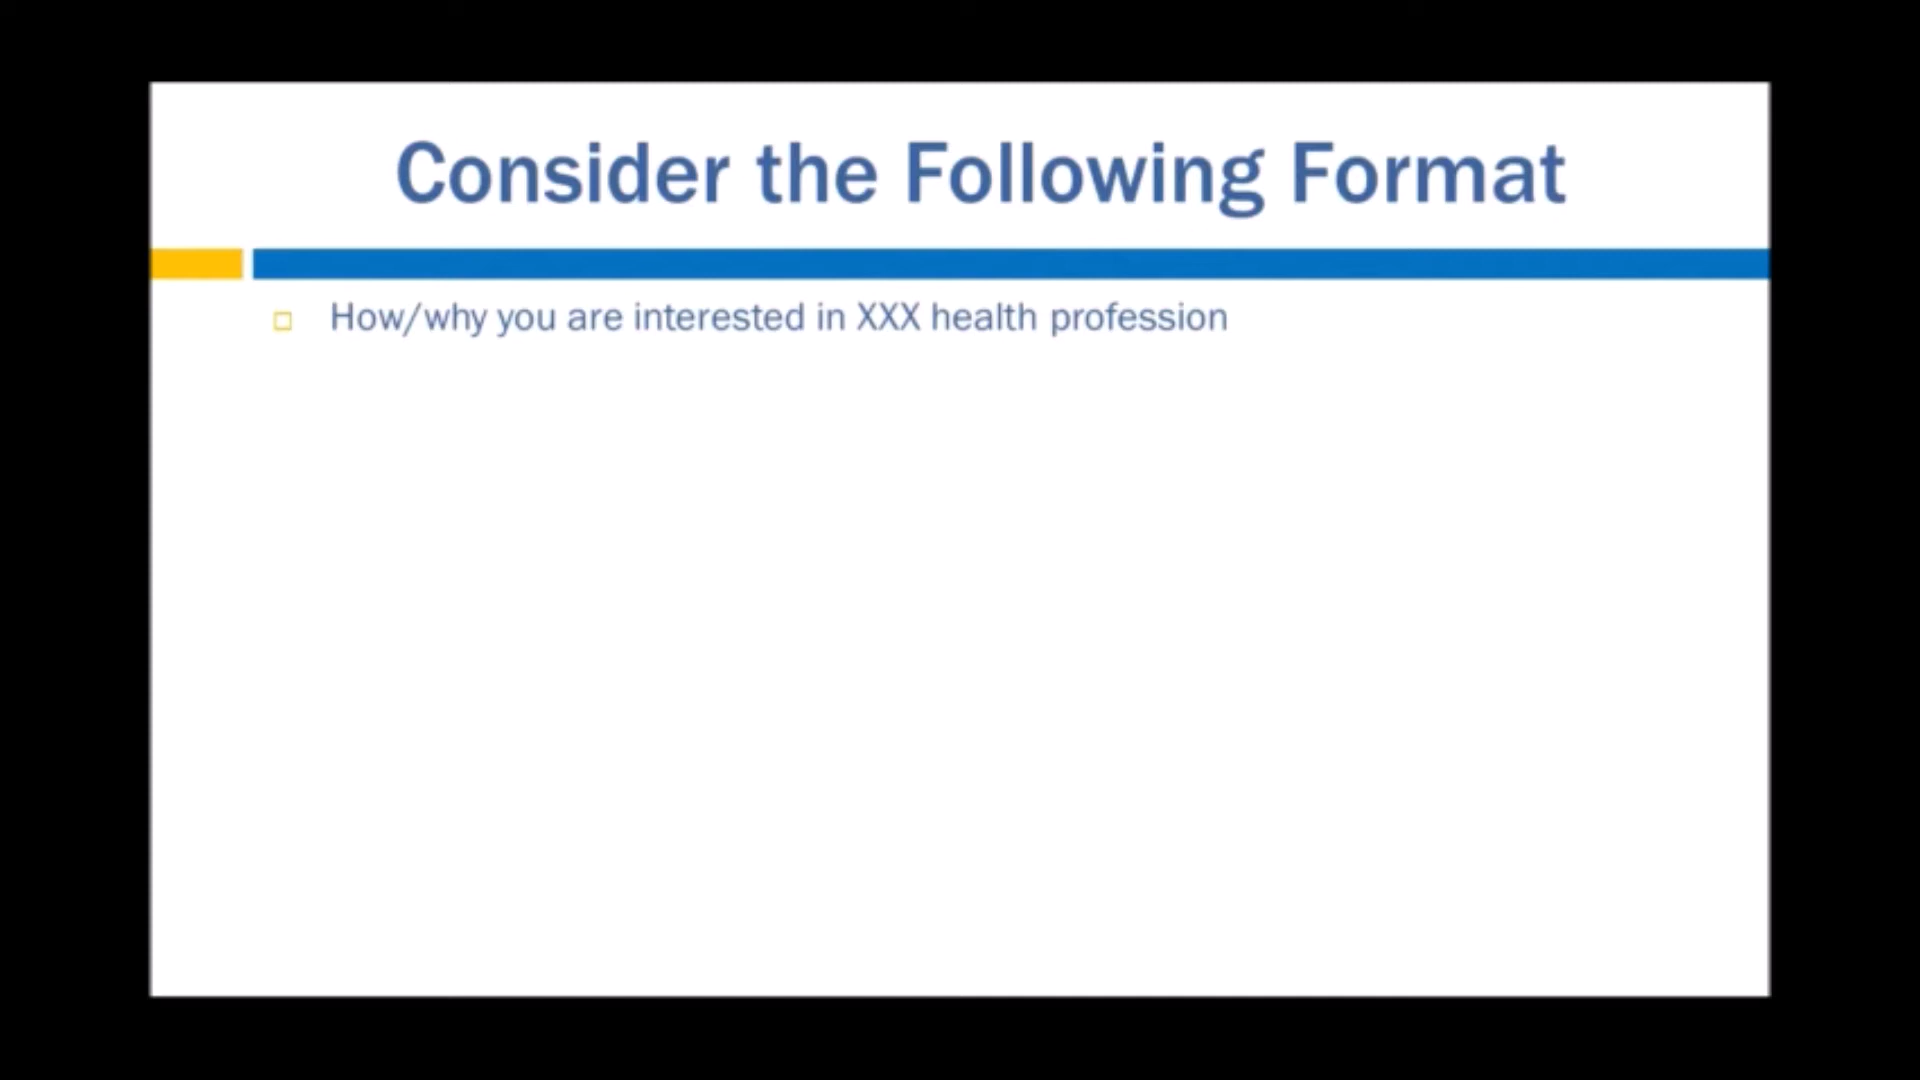 Consider the Following Format
How/why you are interested in XXX health profession